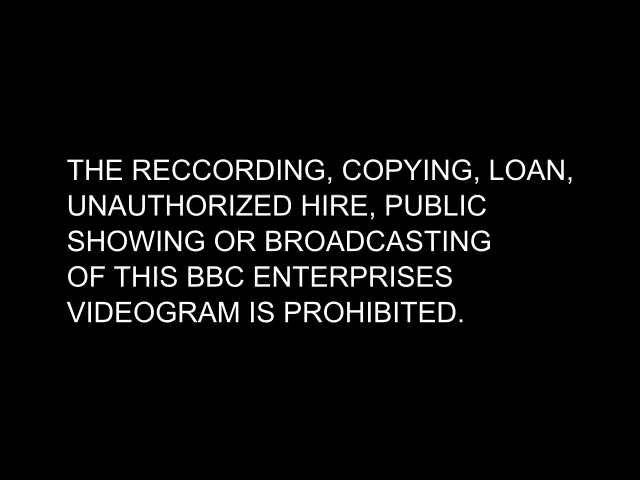 THE RECCORDING, COPYING, LOAN,
UNAUTHORIZED HIRE, PUBLIC
SHOWING OR BROADCASTING
OF THIS BBC ENTERPRISES
VIDEOGRAM IS PROHIBITED.